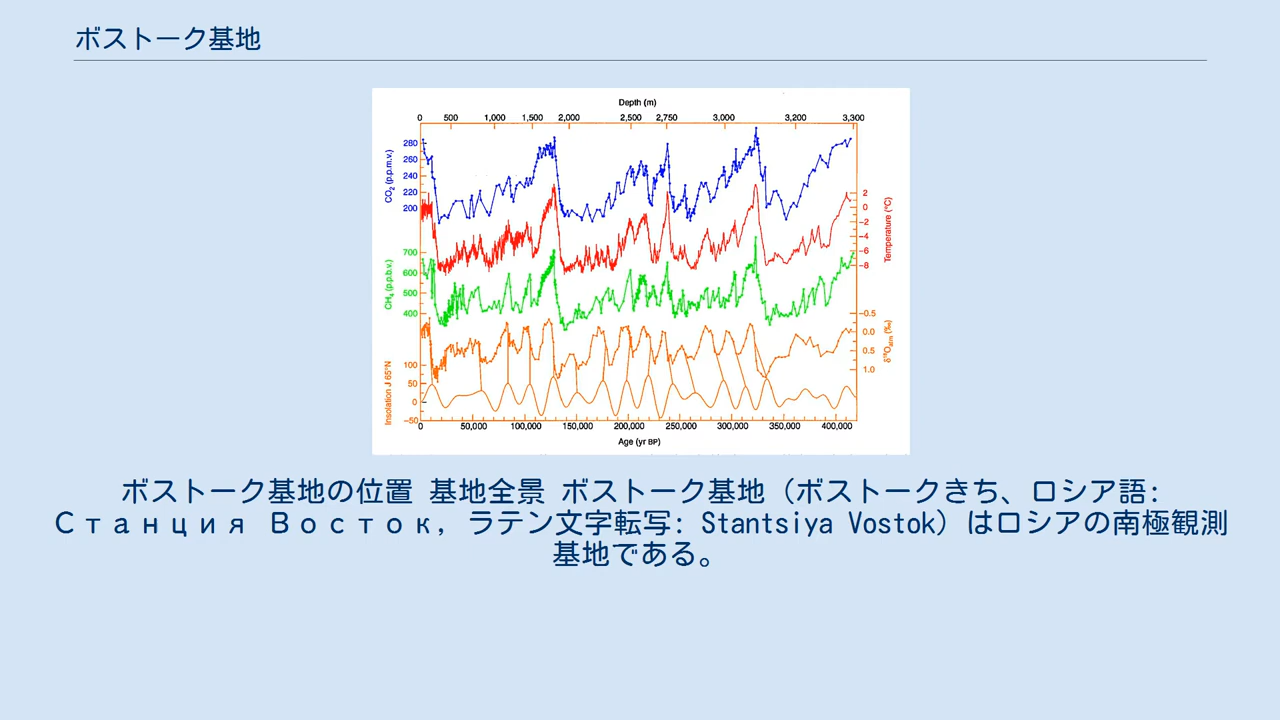 ボストーク基地
Depth (m)
0 500 1,000 1,500 2,000 2,500 2,750 3,000 3,200 3,300
280
260
240
220
200
CO2 (p.p.m.v.)
2
0
−2
−4
−6
−8
Temperature (°C)
700
600
500
400
CH4 (p.p.b.v.)
−0.5
0.0
0.5
1.0
δ18Oatm (‰)
100
50
0
−50
Insolation J 65°N
0 50,000 100,000 150,000 200,000 250,000 300,000 350,000 400,000
Age (yr BP)
ボストーク基地の位置 基地全景 ボストーク基地（ボストークきち、ロシア語:
Станция Восток, ラテン文字転写: Stantsiya Vostok）はロシアの南極観測
基地である。